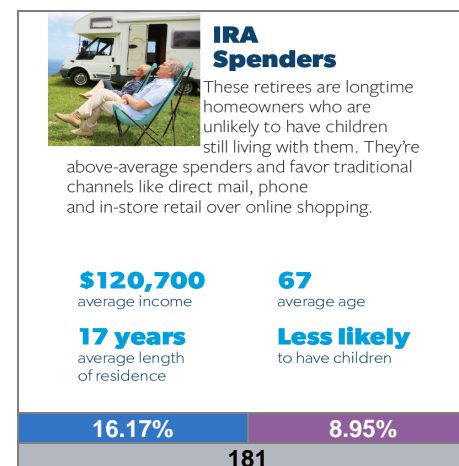 IRA
Spenders
These retirees are longtime
homeowners who are
unlikely to have children
still living with them. They’re
above-average spenders and favor traditional
channels like direct mail, phone
and in-store retail over online shopping.
$120,700
average income
67
average age
17 years
average length
of residence
Less likely
to have children
16.17%
8.95%
181